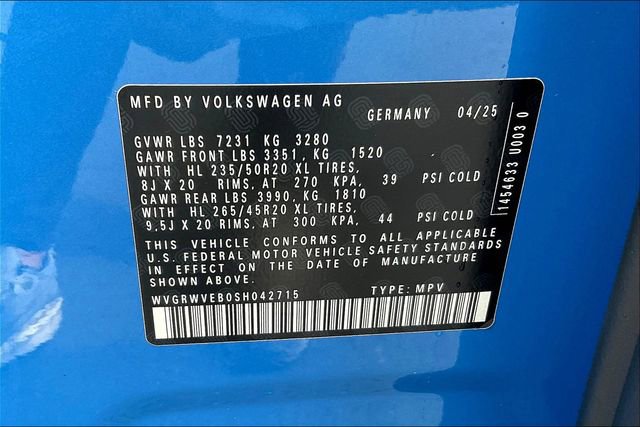 MFD BY VOLKSWAGEN AG GERMANY 04/25
GVWR LBS 7231 KG 3280
GAWR FRONT LBS 3351, KG 1520
WITH HL 235/50R20 XL TIRES,
8J X 20 RIMS, AT 270 KPA, 39 PSI COLD
GAWR REAR LBS 3990, KG 1810
WITH HL 265/45R20 XL TIRES,
9,5J X 20 RIMS, AT 300 KPA, 44 PSI COLD
THIS VEHICLE CONFORMS TO ALL APPLICABLE
U.S. FEDERAL MOTOR VEHICLE SAFETY STANDARDS
IN EFFECT ON THE DATE OF MANUFACTURE
SHOWN ABOVE.
WVGRWVEB0SH042715 TYPE: MPV
1454633 U003 0